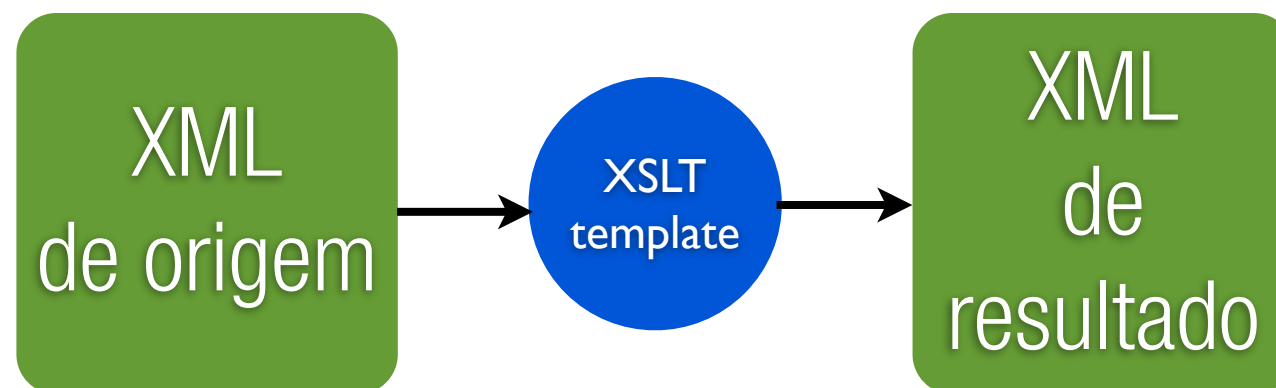 XML
de origem
XSLT
template
XML
de
resultado